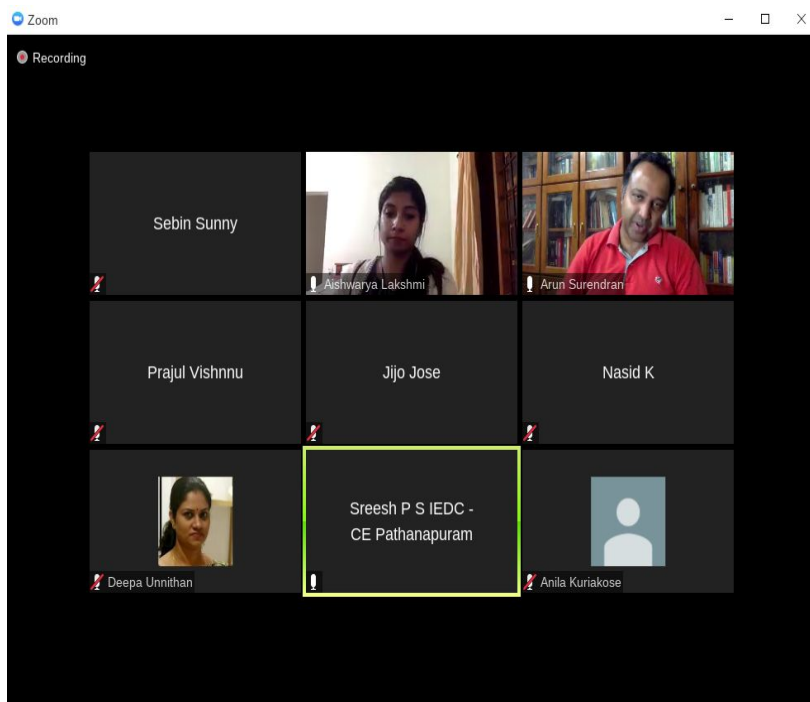 Zoom
Recording
Sebin Sunny
Aishwarya Lakshmi
Arun Surendran
Prajul Vishnnu
Jijo Jose
Nasid K
Deepa Unnithan
Sreesh P S IEDC -
CE Pathanapuram
Anila Kuriakose